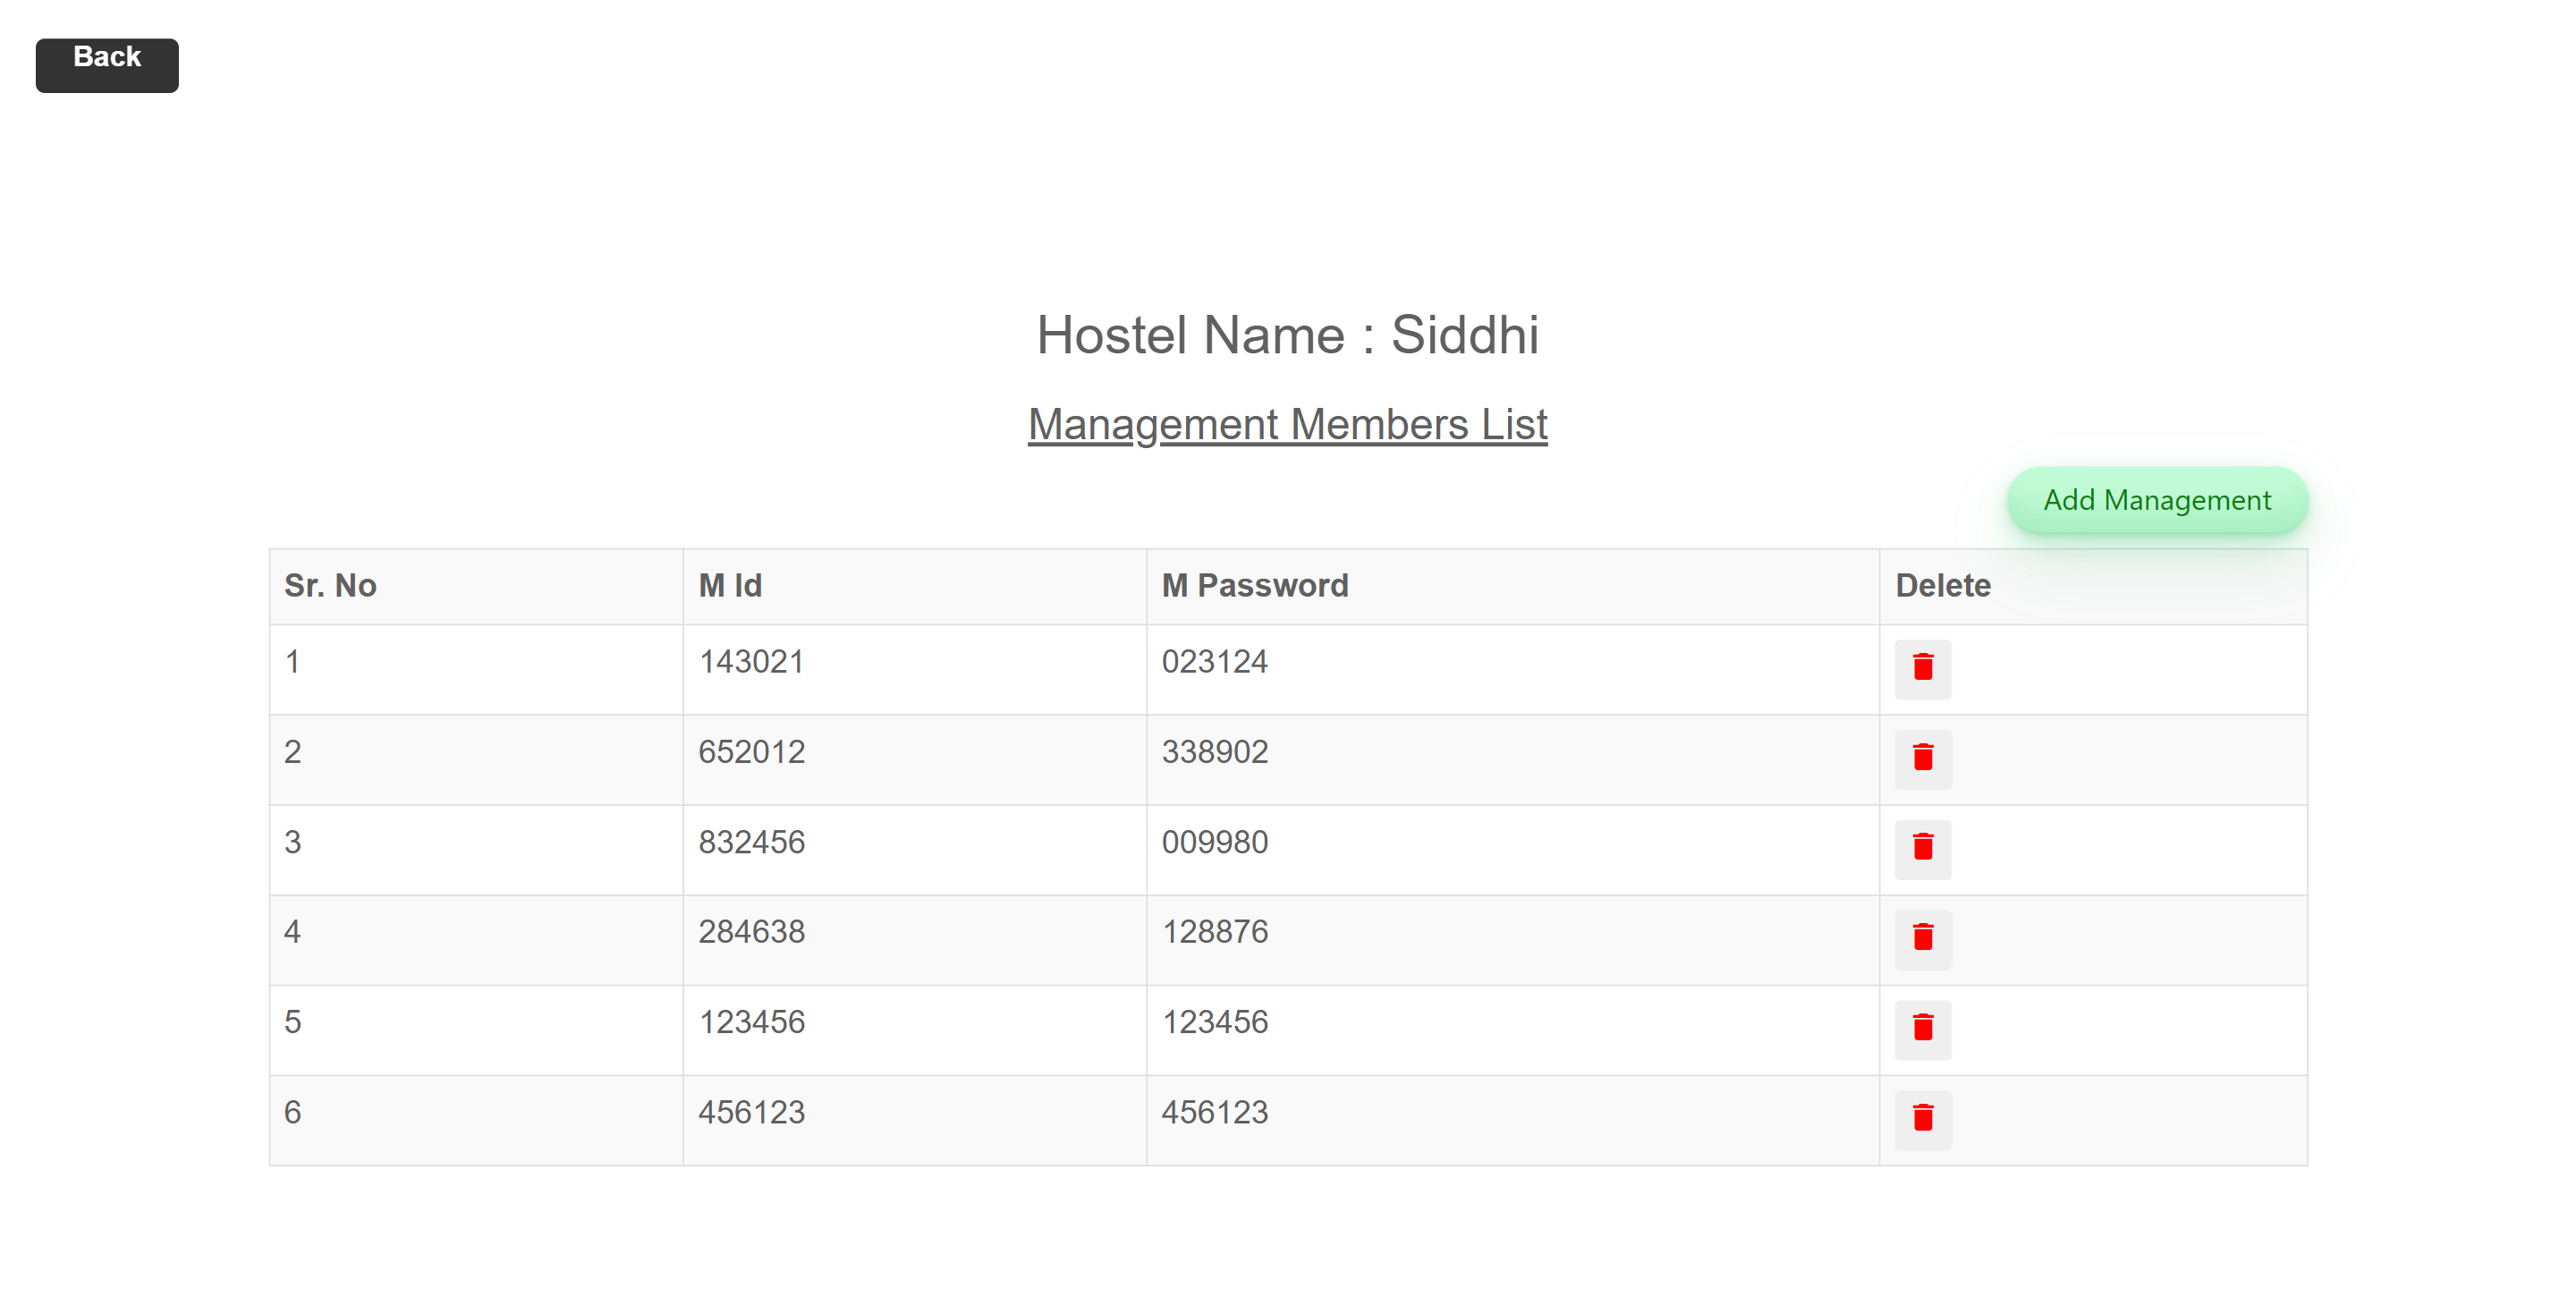 Back
Hostel Name : Siddhi
Management Members List
Add Management
Sr. No M Id M Password Delete
1 143021 023124
2 652012 338902
3 832456 009980
4 284638 128876
5 123456 123456
6 456123 456123